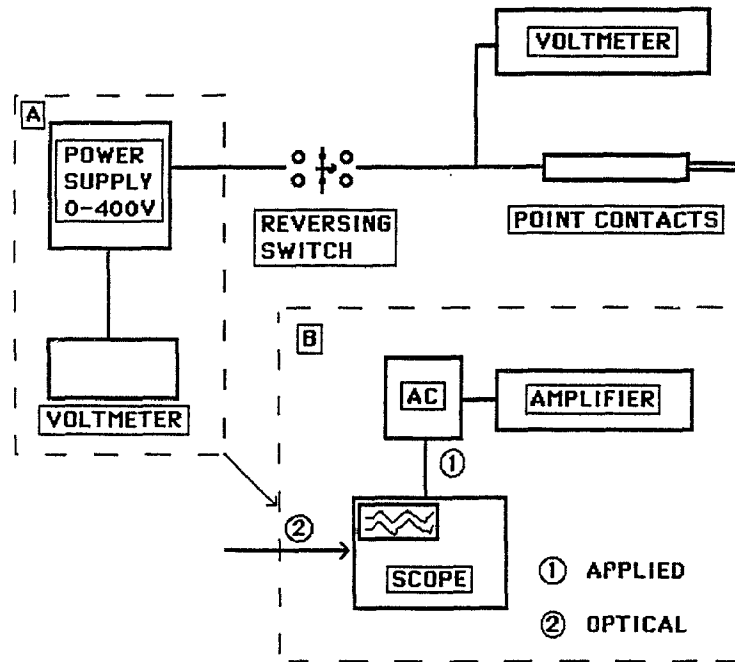 VOLTMETER
A
POWER
SUPPLY
0-400V
REVERSING
SWITCH
POINT CONTACTS
VOLTMETER
B
AC
AMPLIFIER
①
②
SCOPE
① APPLIED
② OPTICAL